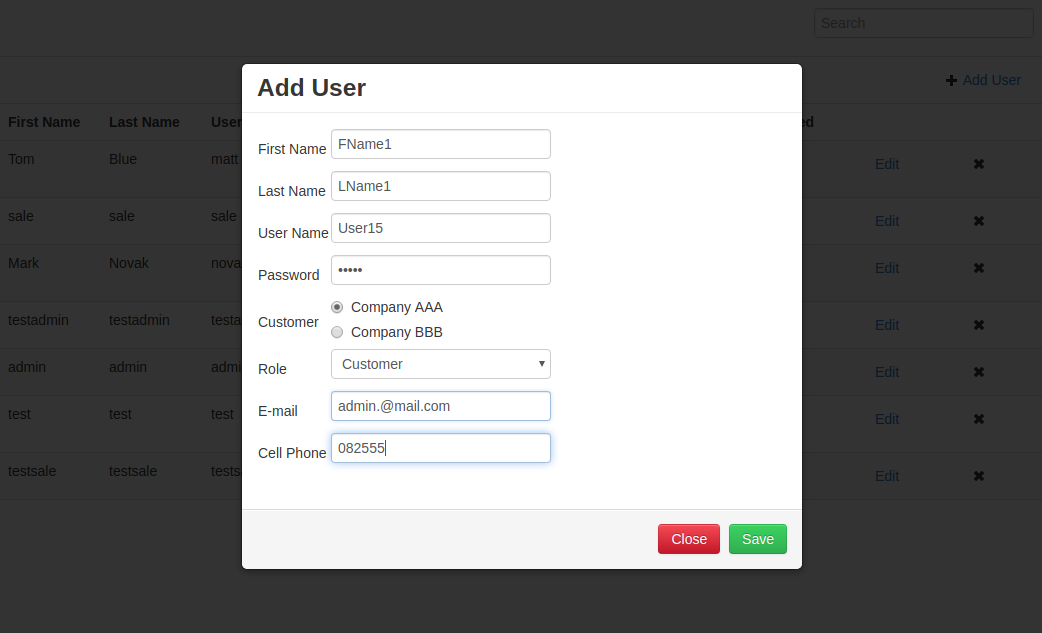 Search
Add User
First Name Last Name User ed
Tom Blue matt Edit
sale sale sale Edit
Mark Novak nova Edit
testadmin testadmin testa Edit
admin admin admi Edit
test test test Edit
testsale testsale tests Edit
Add User
First Name FName1
Last Name LName1
User Name User15
Password •••••
Customer
Company AAA
Company BBB
Role Customer
E-mail admin.@mail.com
Cell Phone 082555
Close Save